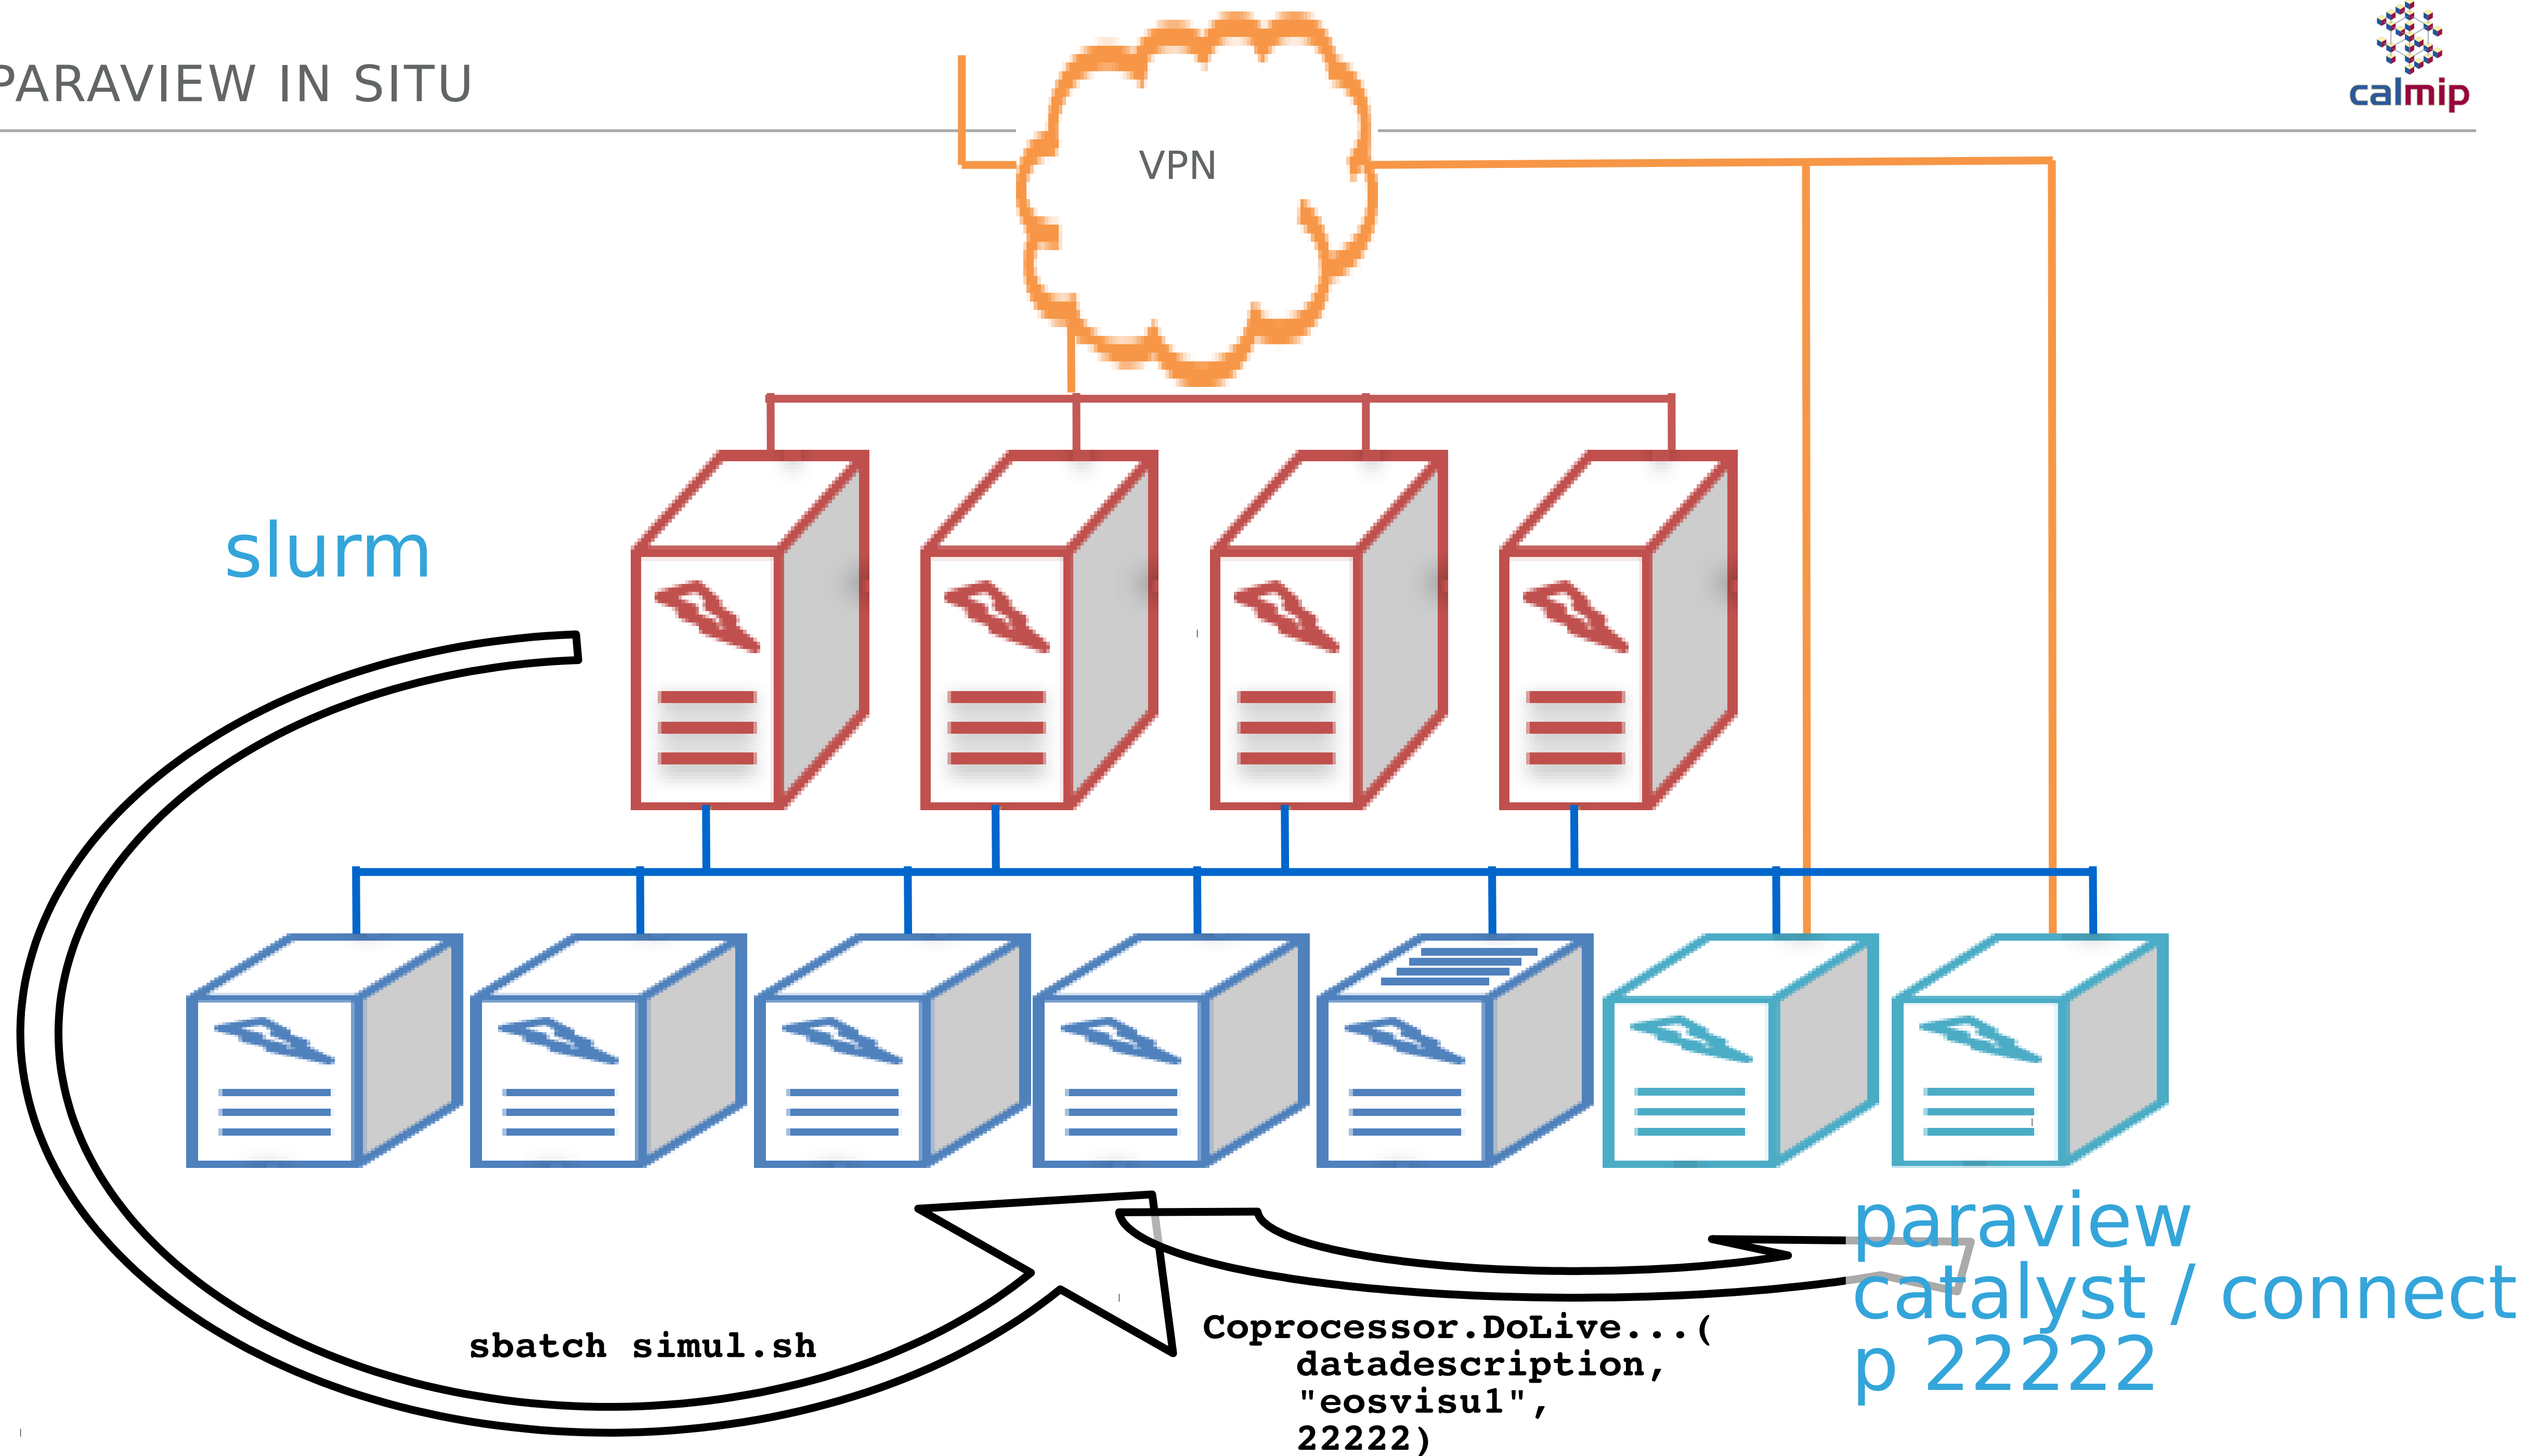 PARAVIEW IN SITU
calmip
VPN
slurm
sbatch simul.sh
Coprocessor.DoLive...(
datadescription,
"eosvisu1",
22222)
paraview
catalyst / connect
p 22222